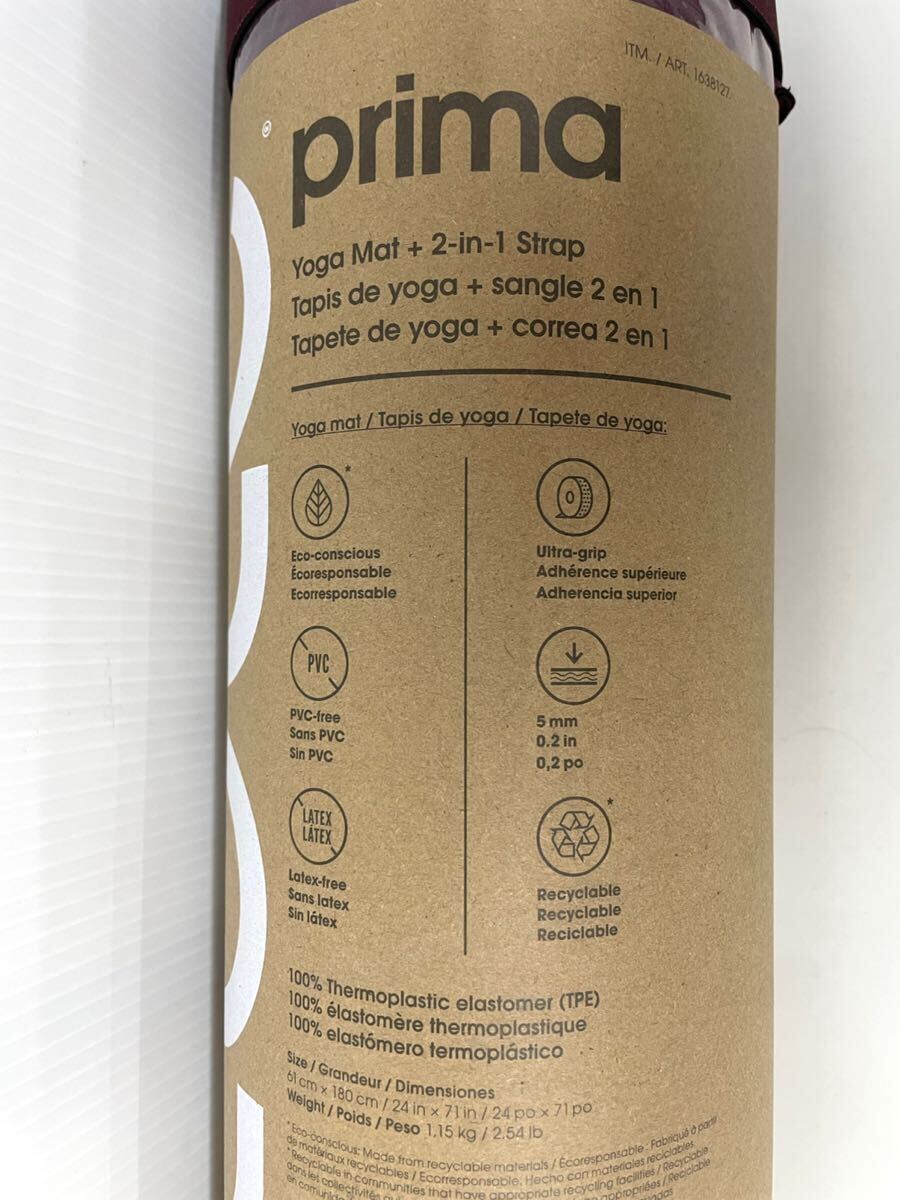 ITM. / ART. 1638127
prima
®
Yoga Mat + 2-in-1 Strap
Tapis de yoga + sangle 2 en 1
Tapete de yoga + correa 2 en 1
Yoga mat / Tapis de yoga / Tapete de yoga:
*
Eco-conscious
Écoresponsable
Ecorresponsable
Ultra-grip
Adhérence supérieure
Adherencia superior
PVC
PVC-free
Sans PVC
Sin PVC
5 mm
0.2 in
0,2 po
LATEX
LÁTEX
Latex-free
Sans latex
Sin látex
*
Recyclable
Recyclable
Reciclable
100% Thermoplastic elastomer (TPE)
100% élastomère thermoplastique
100% elastómero termoplástico
Size / Grandeur / Dimensiones
61 cm × 180 cm / 24 in × 71 in / 24 po × 71 po
Weight / Poids / Peso 1,15 kg / 2.54 lb
*Eco-conscious: Made from recyclable materials / Écoresponsable - Fabriqué à partir
de matériaux recyclables / Ecorresponsable. Hecho con materiales reciclables
*Recyclable in communities that have appropriate recycling facilities / Recyclable
dans les collectivités appropriées / Reciclable